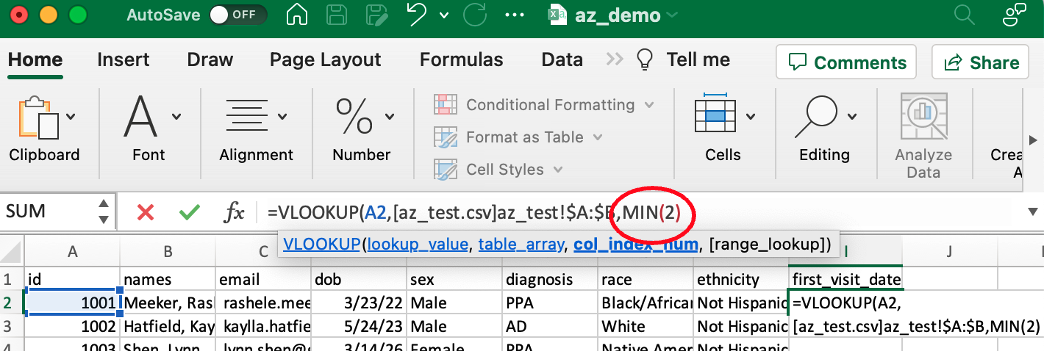 AutoSave OFF az_demo
Home Insert Draw Page Layout Formulas Data Tell me Comments Share
Clipboard Font Alignment Number Conditional Formatting Format as Table Cell Styles Cells Editing Analyze Data Crea A
SUM fx =VLOOKUP(A2,[az_test.csv]az_test!$A:$B,MIN(2)
VLOOKUP(lookup_value, table_array, col_index_num, [range_lookup])
A B C D E F G H I J
1 id names email dob sex diagnosis race ethnicity first_visit_date
2 1001 Meeker, Ras rashele.mee 3/23/22 Male PPA Black/African Not Hispanic =VLOOKUP(A2,
3 1002 Hatfield, Kay kaylla.hatfie 5/24/23 Male AD White Not Hispanic [az_test.csv]az_test!$A:$B,MIN(2)
1003 Shen, Lynn lynn.shen@ 3/14/26 Female PPA Native Amer Not Hispanic